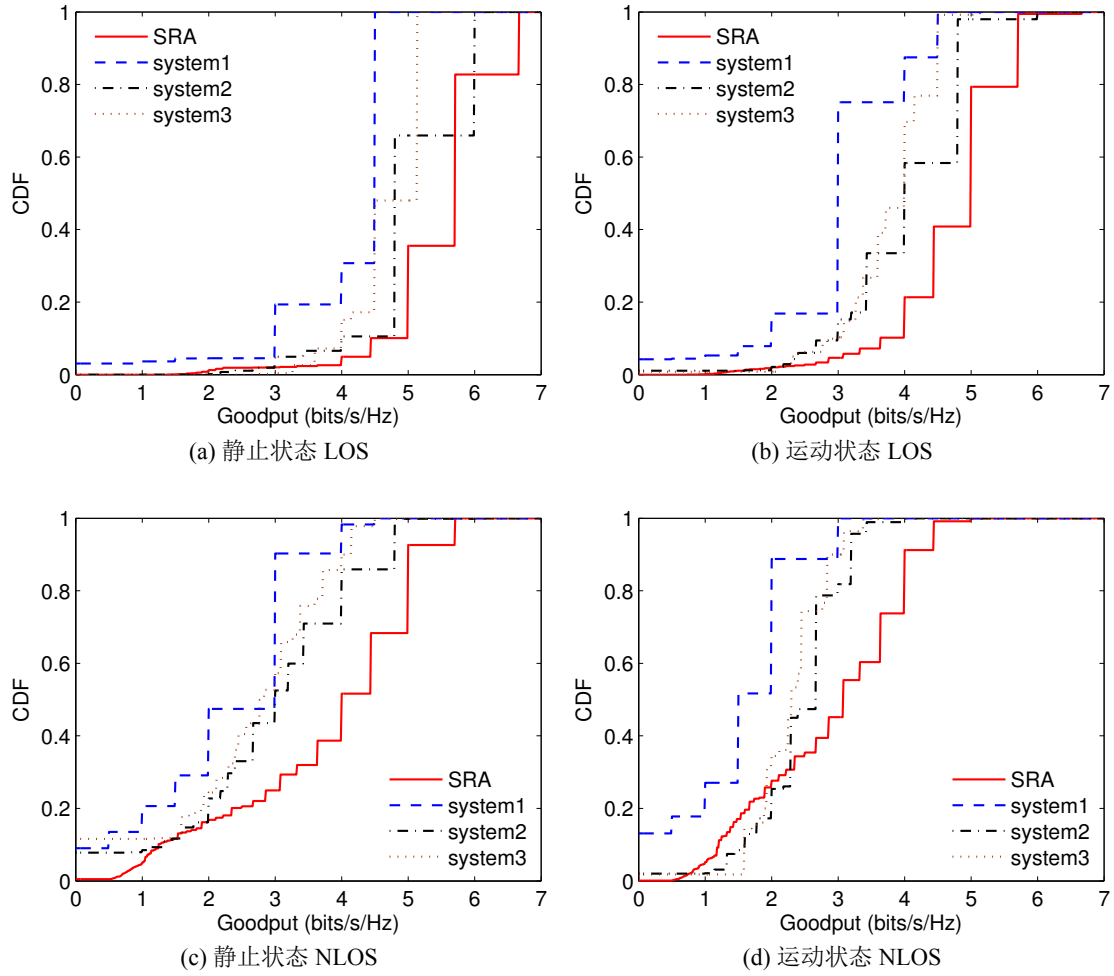 1
0.8
0.6
0.4
0.2
0
CDF
SRA
system1
system2
system3
0 1 2 3 4 5 6 7
Goodput (bits/s/Hz)
(a) 静止状态 LOS
1
0.8
0.6
0.4
0.2
0
CDF
SRA
system1
system2
system3
0 1 2 3 4 5 6 7
Goodput (bits/s/Hz)
(b) 运动状态 LOS
1
0.8
0.6
0.4
0.2
0
CDF
SRA
system1
system2
system3
0 1 2 3 4 5 6 7
Goodput (bits/s/Hz)
(c) 静止状态 NLOS
1
0.8
0.6
0.4
0.2
0
CDF
SRA
system1
system2
system3
0 1 2 3 4 5 6 7
Goodput (bits/s/Hz)
(d) 运动状态 NLOS